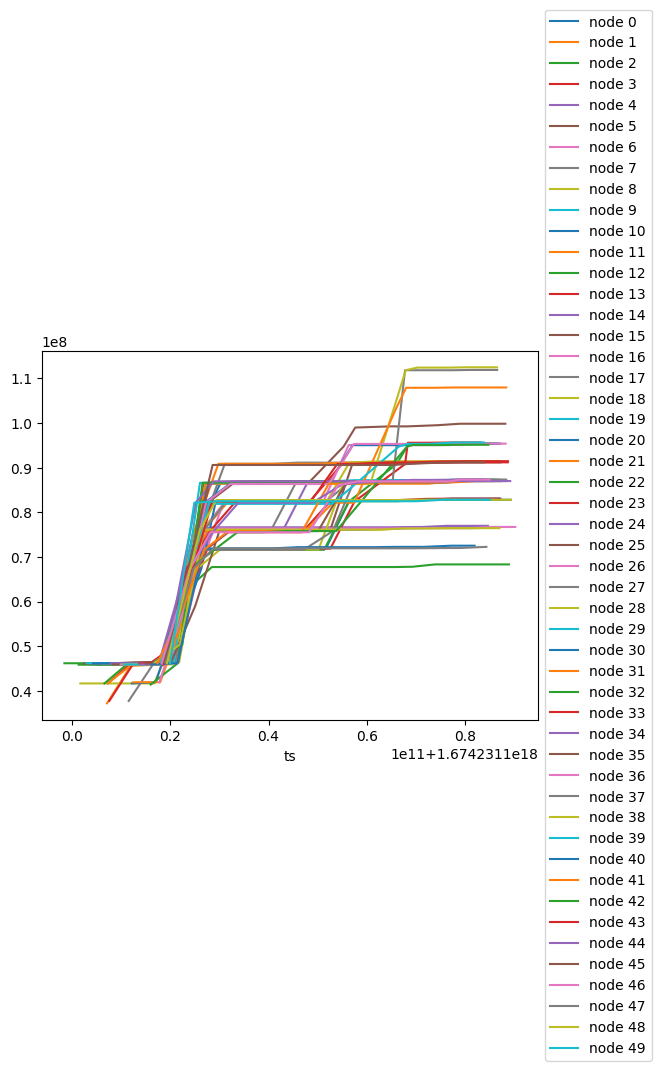 1e8
1.1
1.0
0.9
0.8
0.7
0.6
0.5
0.4
0.0 0.2 0.4 0.6 0.8
ts
1e11+1.6742311e18
node 0
node 1
node 2
node 3
node 4
node 5
node 6
node 7
node 8
node 9
node 10
node 11
node 12
node 13
node 14
node 15
node 16
node 17
node 18
node 19
node 20
node 21
node 22
node 23
node 24
node 25
node 26
node 27
node 28
node 29
node 30
node 31
node 32
node 33
node 34
node 35
node 36
node 37
node 38
node 39
node 40
node 41
node 42
node 43
node 44
node 45
node 46
node 47
node 48
node 49